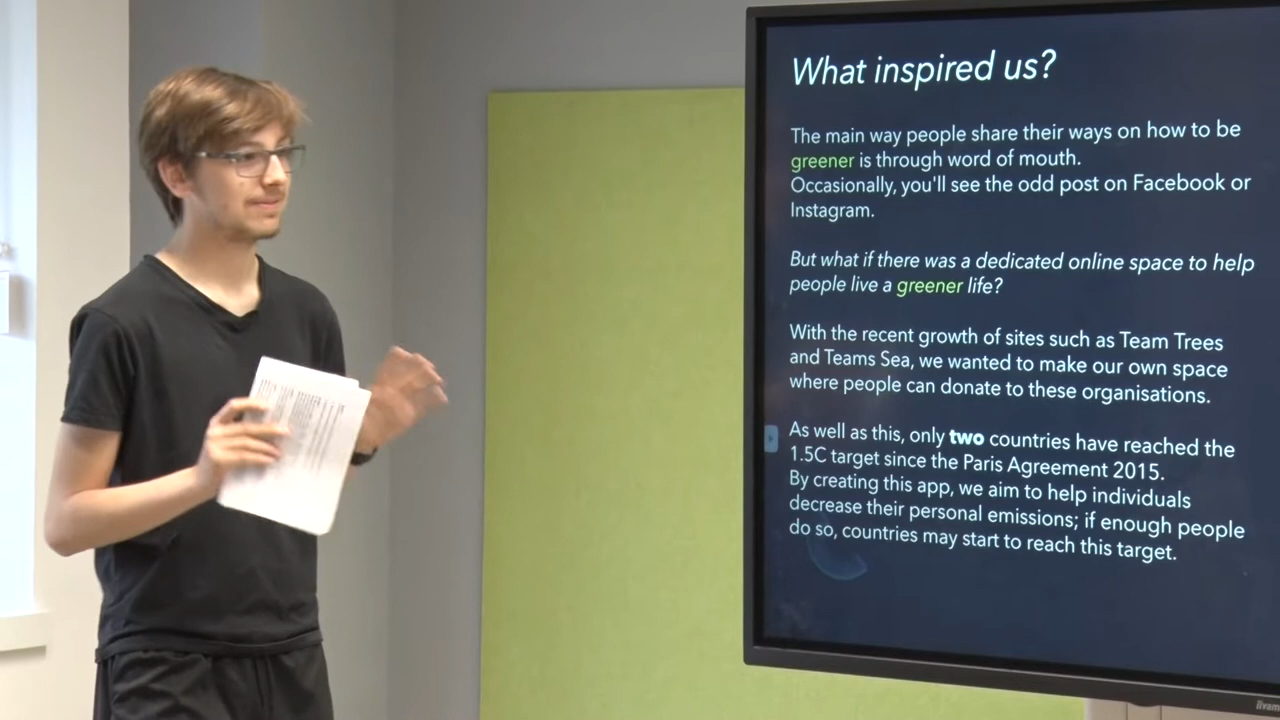 What inspired us?
The main way people share their ways on how to be
greener is through word of mouth.
Occasionally, you'll see the odd post on Facebook or
Instagram.
But what if there was a dedicated online space to help
people live a greener life?
With the recent growth of sites such as Team Trees
and Teams Sea, we wanted to make our own space
where people can donate to these organisations.
As well as this, only two countries have reached the
1.5C target since the Paris Agreement 2015.
By creating this app, we aim to help individuals
decrease their personal emissions; if enough people
do so, countries may start to reach this target.